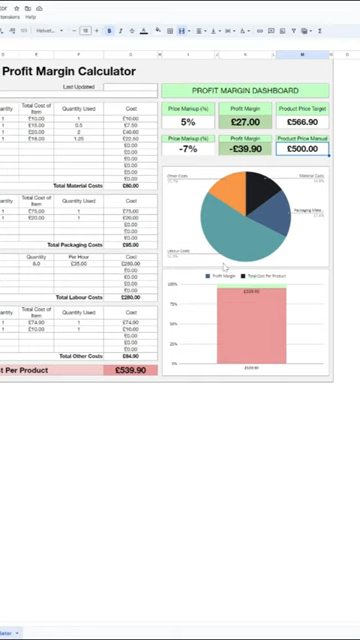 tor
tensions Help
Helvet...
18
Profit Margin Calculator
Last Updated
PROFIT MARGIN DASHBOARD
antity Total Cost of Item Quantity Used Cost
1 £10.00 1 £10.00
1 £15.00 0.5 £7.50
1 £20.00 2 £40.00
1 £18.00 1.25 £22.50
£0.00
£0.00
£0.00
£0.00
£0.00
Total Material Costs £80.00
Price Markup (%) Profit Margin Product Price Target
5% £27.00 £566.90
Price Markup (%) Profit Margin Product Price Manual
-7% -£39.90 £500.00
antity Total Cost of Item Quantity Used Cost
1 £75.00 1 £75.00
1 £20.00 1 £20.00
£0.00
£0.00
£0.00
Total Packaging Costs £95.00
Other Costs
Material Costs
Packaging Mate...
Labour Costs
Quantity Per Hour Cost
8.0 £35.00 £280.00
£0.00
£0.00
£0.00
Total Labour Costs £280.00
antity Total Cost of Item Quantity Used Cost
1 £74.90 1 £74.90
1 £10.00 1 £10.00
£0.00
£0.00
£0.00
Total Other Costs £84.90
t Per Product £539.90
Profit Margin Total Cost Per Product
100%
75%
50%
25%
0%
£539.90
£539.90
lator